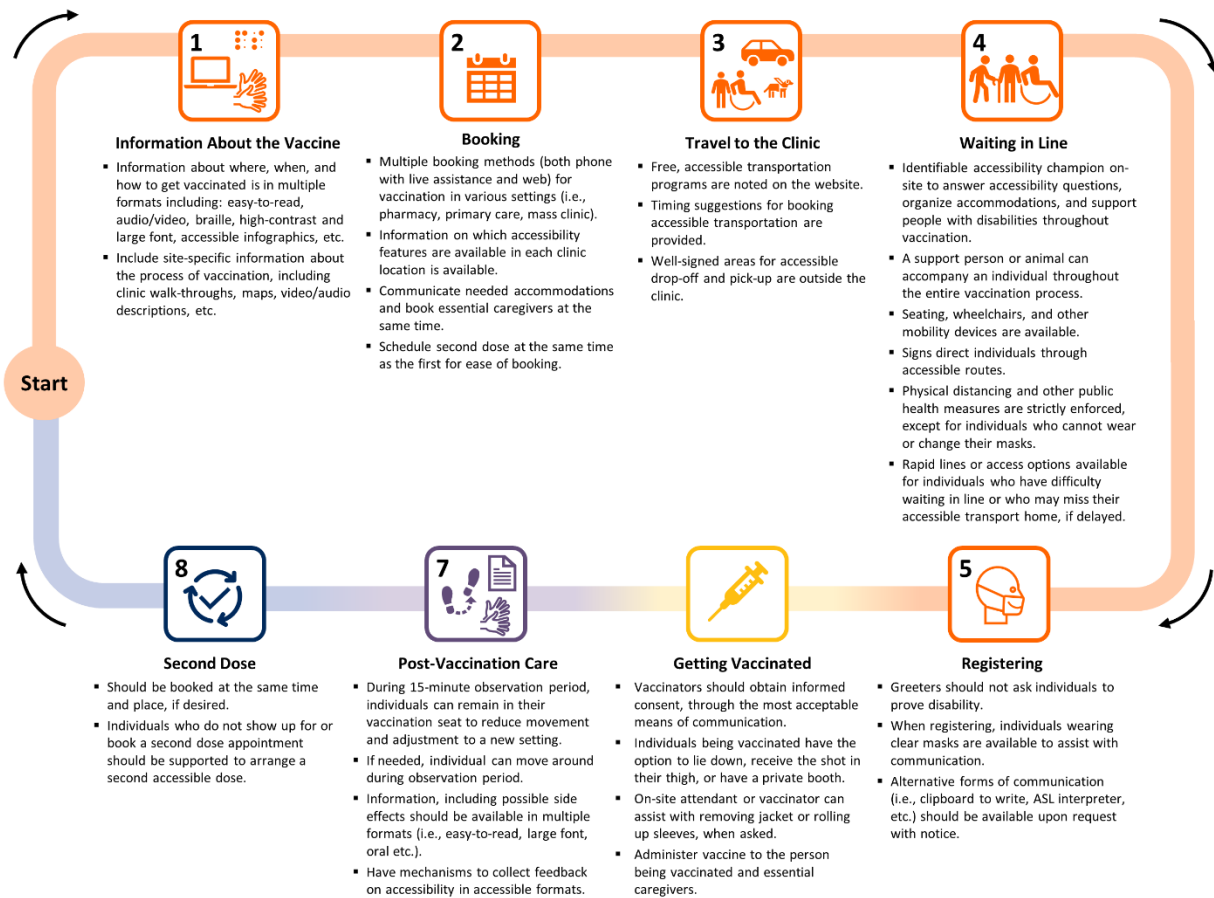 1
Information About the Vaccine
▪ Information about where, when, and
how to get vaccinated is in multiple
formats including: easy-to-read,
audio/video, braille, high-contrast and
large font, accessible infographics, etc.
▪ Include site-specific information about
the process of vaccination, including
clinic walk-throughs, maps, video/audio
descriptions, etc.
2
Booking
▪ Multiple booking methods (both phone
with live assistance and web) for
vaccination in various settings (i.e.,
pharmacy, primary care, mass clinic).
▪ Information on which accessibility
features are available in each clinic
location is available.
▪ Communicate needed accommodations
and book essential caregivers at the
same time.
▪ Schedule second dose at the same time
as the first for ease of booking.
3
Travel to the Clinic
▪ Free, accessible transportation
programs are noted on the website.
▪ Timing suggestions for booking
accessible transportation are
provided.
▪ Well-signed areas for accessible
drop-off and pick-up are outside the
clinic.
4
Waiting in Line
▪ Identifiable accessibility champion on-
site to answer accessibility questions,
organize accommodations, and support
people with disabilities throughout
vaccination.
▪ A support person or animal can
accompany an individual throughout
the entire vaccination process.
▪ Seating, wheelchairs, and other
mobility devices are available.
▪ Signs direct individuals through
accessible routes.
▪ Physical distancing and other public
health measures are strictly enforced,
except for individuals who cannot wear
or change their masks.
▪ Rapid lines or access options available
for individuals who have difficulty
waiting in line or who may miss their
accessible transport home, if delayed.
Start
8
Second Dose
▪ Should be booked at the same time
and place, if desired.
▪ Individuals who do not show up for or
book a second dose appointment
should be supported to arrange a
second accessible dose.
7
Post-Vaccination Care
▪ During 15-minute observation period,
individuals can remain in their
vaccination seat to reduce movement
and adjustment to a new setting.
▪ If needed, individual can move around
during observation period.
▪ Information, including possible side
effects should be available in multiple
formats (i.e., easy-to-read, large font,
oral etc.).
▪ Have mechanisms to collect feedback
on accessibility in accessible formats.
Getting Vaccinated
▪ Vaccinators should obtain informed
consent, through the most acceptable
means of communication.
▪ Individuals being vaccinated have the
option to lie down, receive the shot in
their thigh, or have a private booth.
▪ On-site attendant or vaccinator can
assist with removing jacket or rolling
up sleeves, when asked.
▪ Administer vaccine to the person
being vaccinated and essential
caregivers.
5
Registering
▪ Greeters should not ask individuals to
prove disability.
▪ When registering, individuals wearing
clear masks are available to assist with
communication.
▪ Alternative forms of communication
(i.e., clipboard to write, ASL interpreter,
etc.) should be available upon request
with notice.